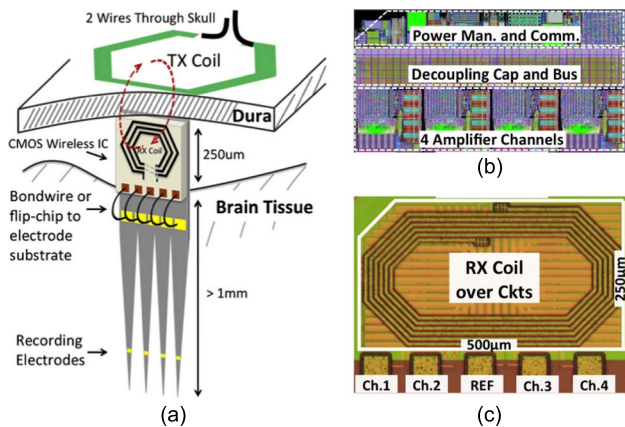 2 Wires Through Skull
TX Coil
Dura
CMOS Wireless IC
RX Coil
250um
Bondwire or
flip-chip to
electrode
substrate
Brain Tissue
> 1mm
Recording
Electrodes
(a)
Power Man. and Comm.
Decoupling Cap and Bus
4 Amplifier Channels
(b)
RX Coil
over Ckts
250µm
500µm
Ch.1 Ch.2 REF Ch.3 Ch.4
(c)